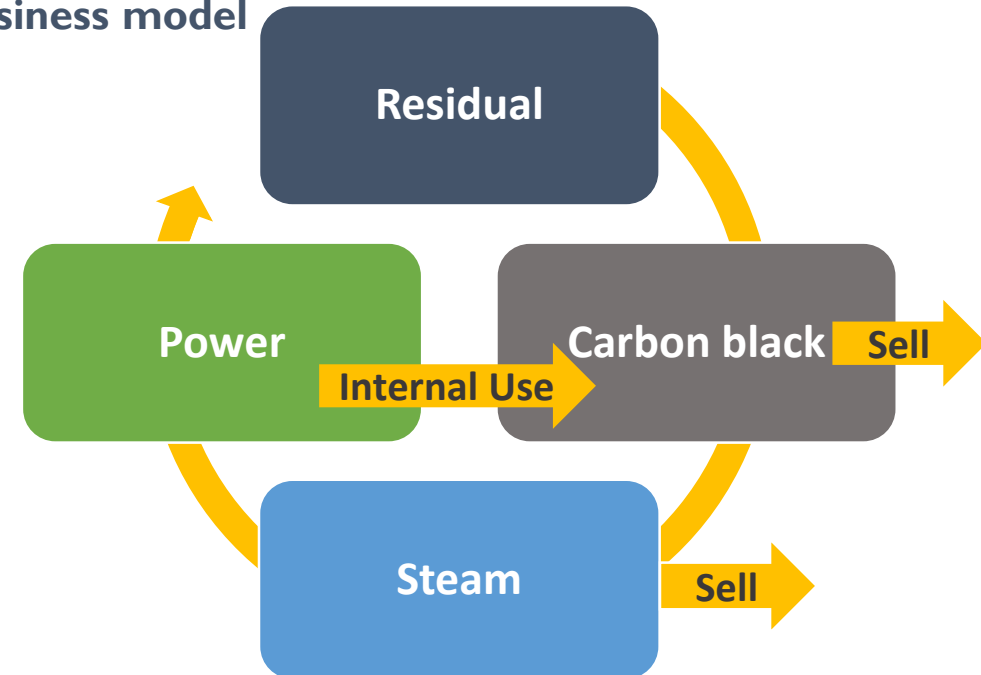 siness model
Residual
Power
Carbon black
Sell
Internal Use
Steam
Sell